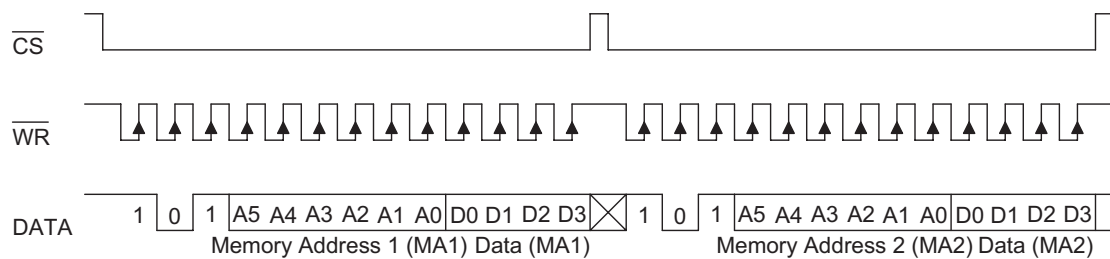 CS
WR
DATA 1 0 1 A5 A4 A3 A2 A1 A0 D0 D1 D2 D3 1 0 1 A5 A4 A3 A2 A1 A0 D0 D1 D2 D3
Memory Address 1 (MA1) Data (MA1) Memory Address 2 (MA2) Data (MA2)